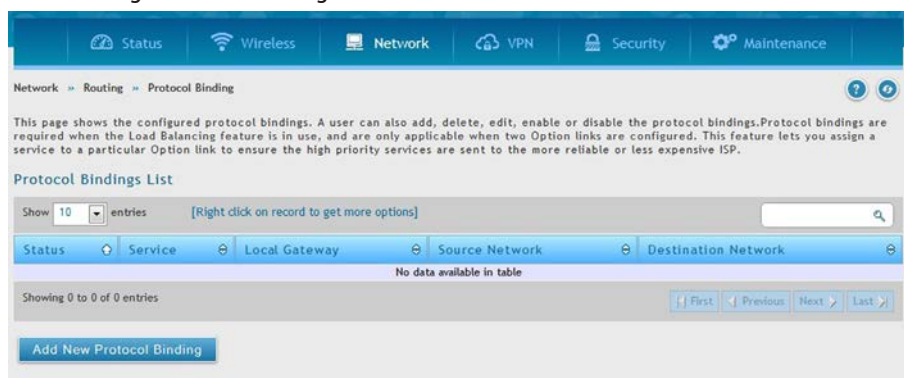 Status Wireless Network VPN Security Maintenance
Network » Routing » Protocol Binding
This page shows the configured protocol bindings. A user can also add, delete, edit, enable or disable the protocol bindings.Protocol bindings are
required when the Load Balancing feature is in use, and are only applicable when two Option links are configured. This feature lets you assign a
service to a particular Option link to ensure the high priority services are sent to the more reliable or less expensive ISP.
Protocol Bindings List
Show 10 entries [Right click on record to get more options]
Status Service Local Gateway Source Network Destination Network
No data available in table
Showing 0 to 0 of 0 entries First Previous Next Last
Add New Protocol Binding